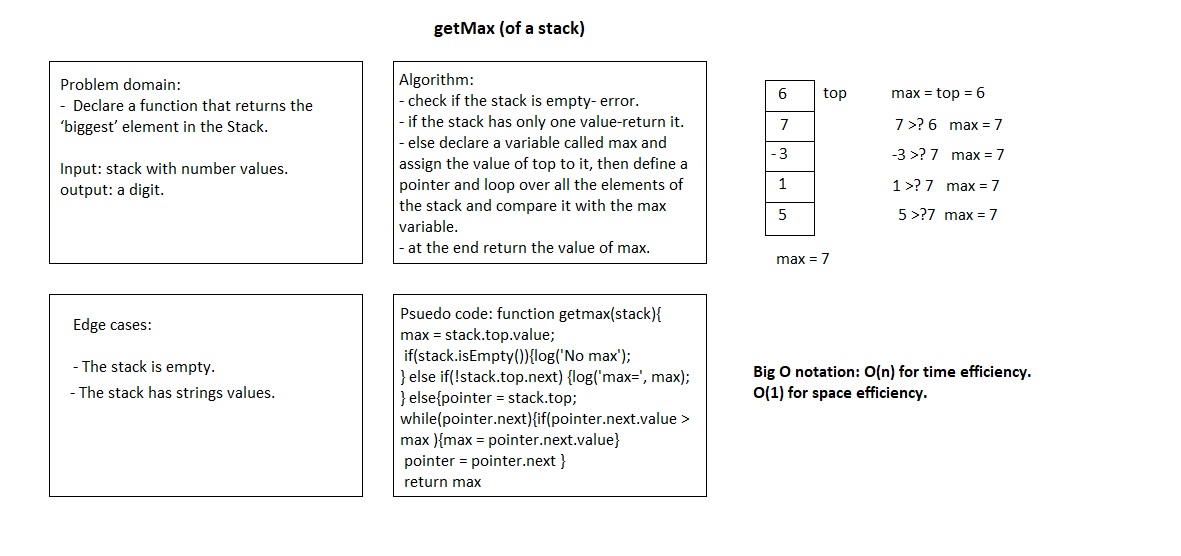 getMax (of a stack)
Problem domain:
- Declare a function that returns the
‘biggest’ element in the Stack.
Input: stack with number values.
output: a digit.
Algorithm:
- check if the stack is empty- error.
- if the stack has only one value-return it.
- else declare a variable called max and
assign the value of top to it, then define a
pointer and loop over all the elements of
the stack and compare it with the max
variable.
- at the end return the value of max.
6 top max = top = 6
7 7 >? 6 max = 7
-3 -3 >? 7 max = 7
1 1 >? 7 max = 7
5 5 >?7 max = 7
max = 7
Edge cases:
- The stack is empty.
- The stack has strings values.
Psuedo code: function getmax(stack){
max = stack.top.value;
if(stack.isEmpty()){log('No max');
} else if(!stack.top.next) {log('max=', max);
} else{pointer = stack.top;
while(pointer.next){if(pointer.next.value >
max ){max = pointer.next.value}
pointer = pointer.next }
return max
Big O notation: O(n) for time efficiency.
O(1) for space efficiency.